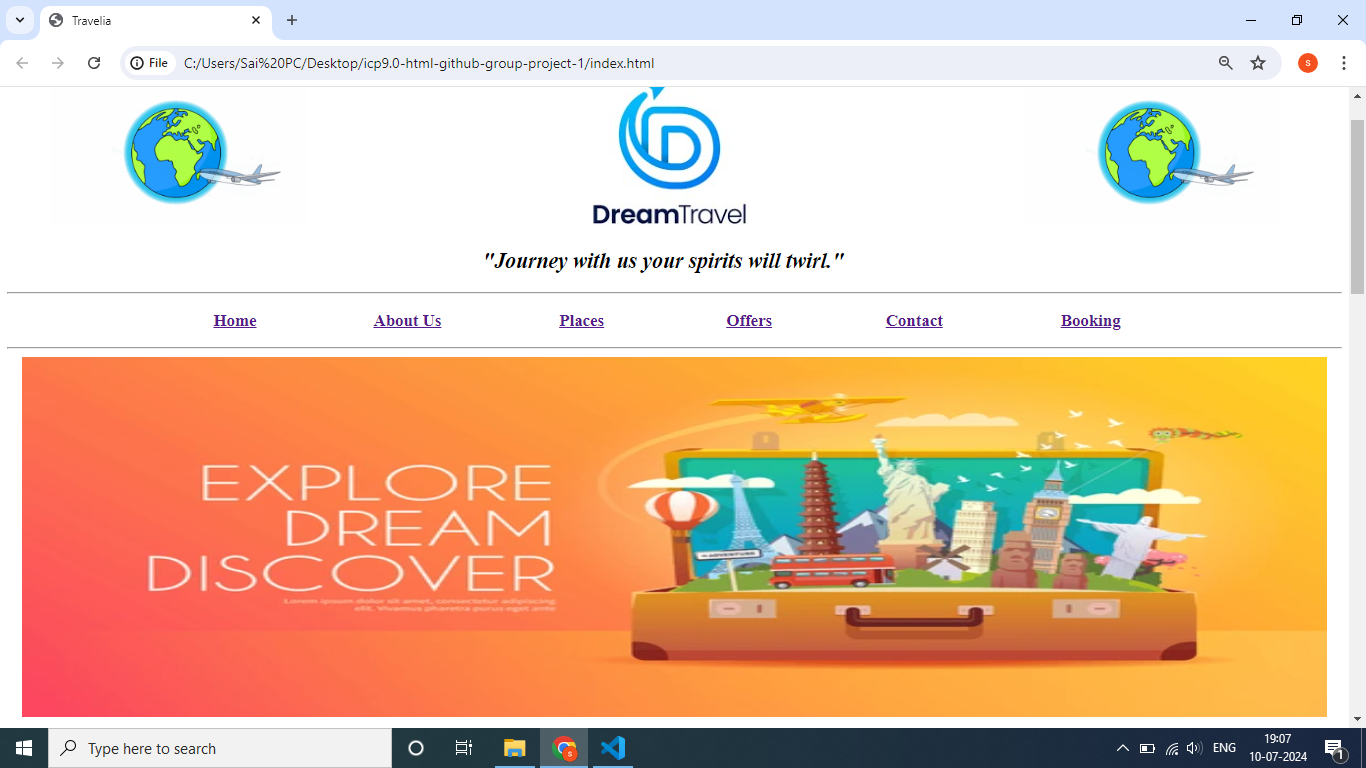 Travelia
File
C:/Users/Sai%20PC/Desktop/icp9.0-html-github-group-project-1/index.html
s
D
DreamTravel
"Journey with us your spirits will twirl."
Home About Us Places Offers Contact Booking
EXPLORE
DREAM
DISCOVER
Lorem ipsum dolor sit amet, consectetur adipiscing
elit. Vivamus pharetra purus eget ante
ADVENTURE
Type here to search
s
ENG
19:07
10-07-2024
1